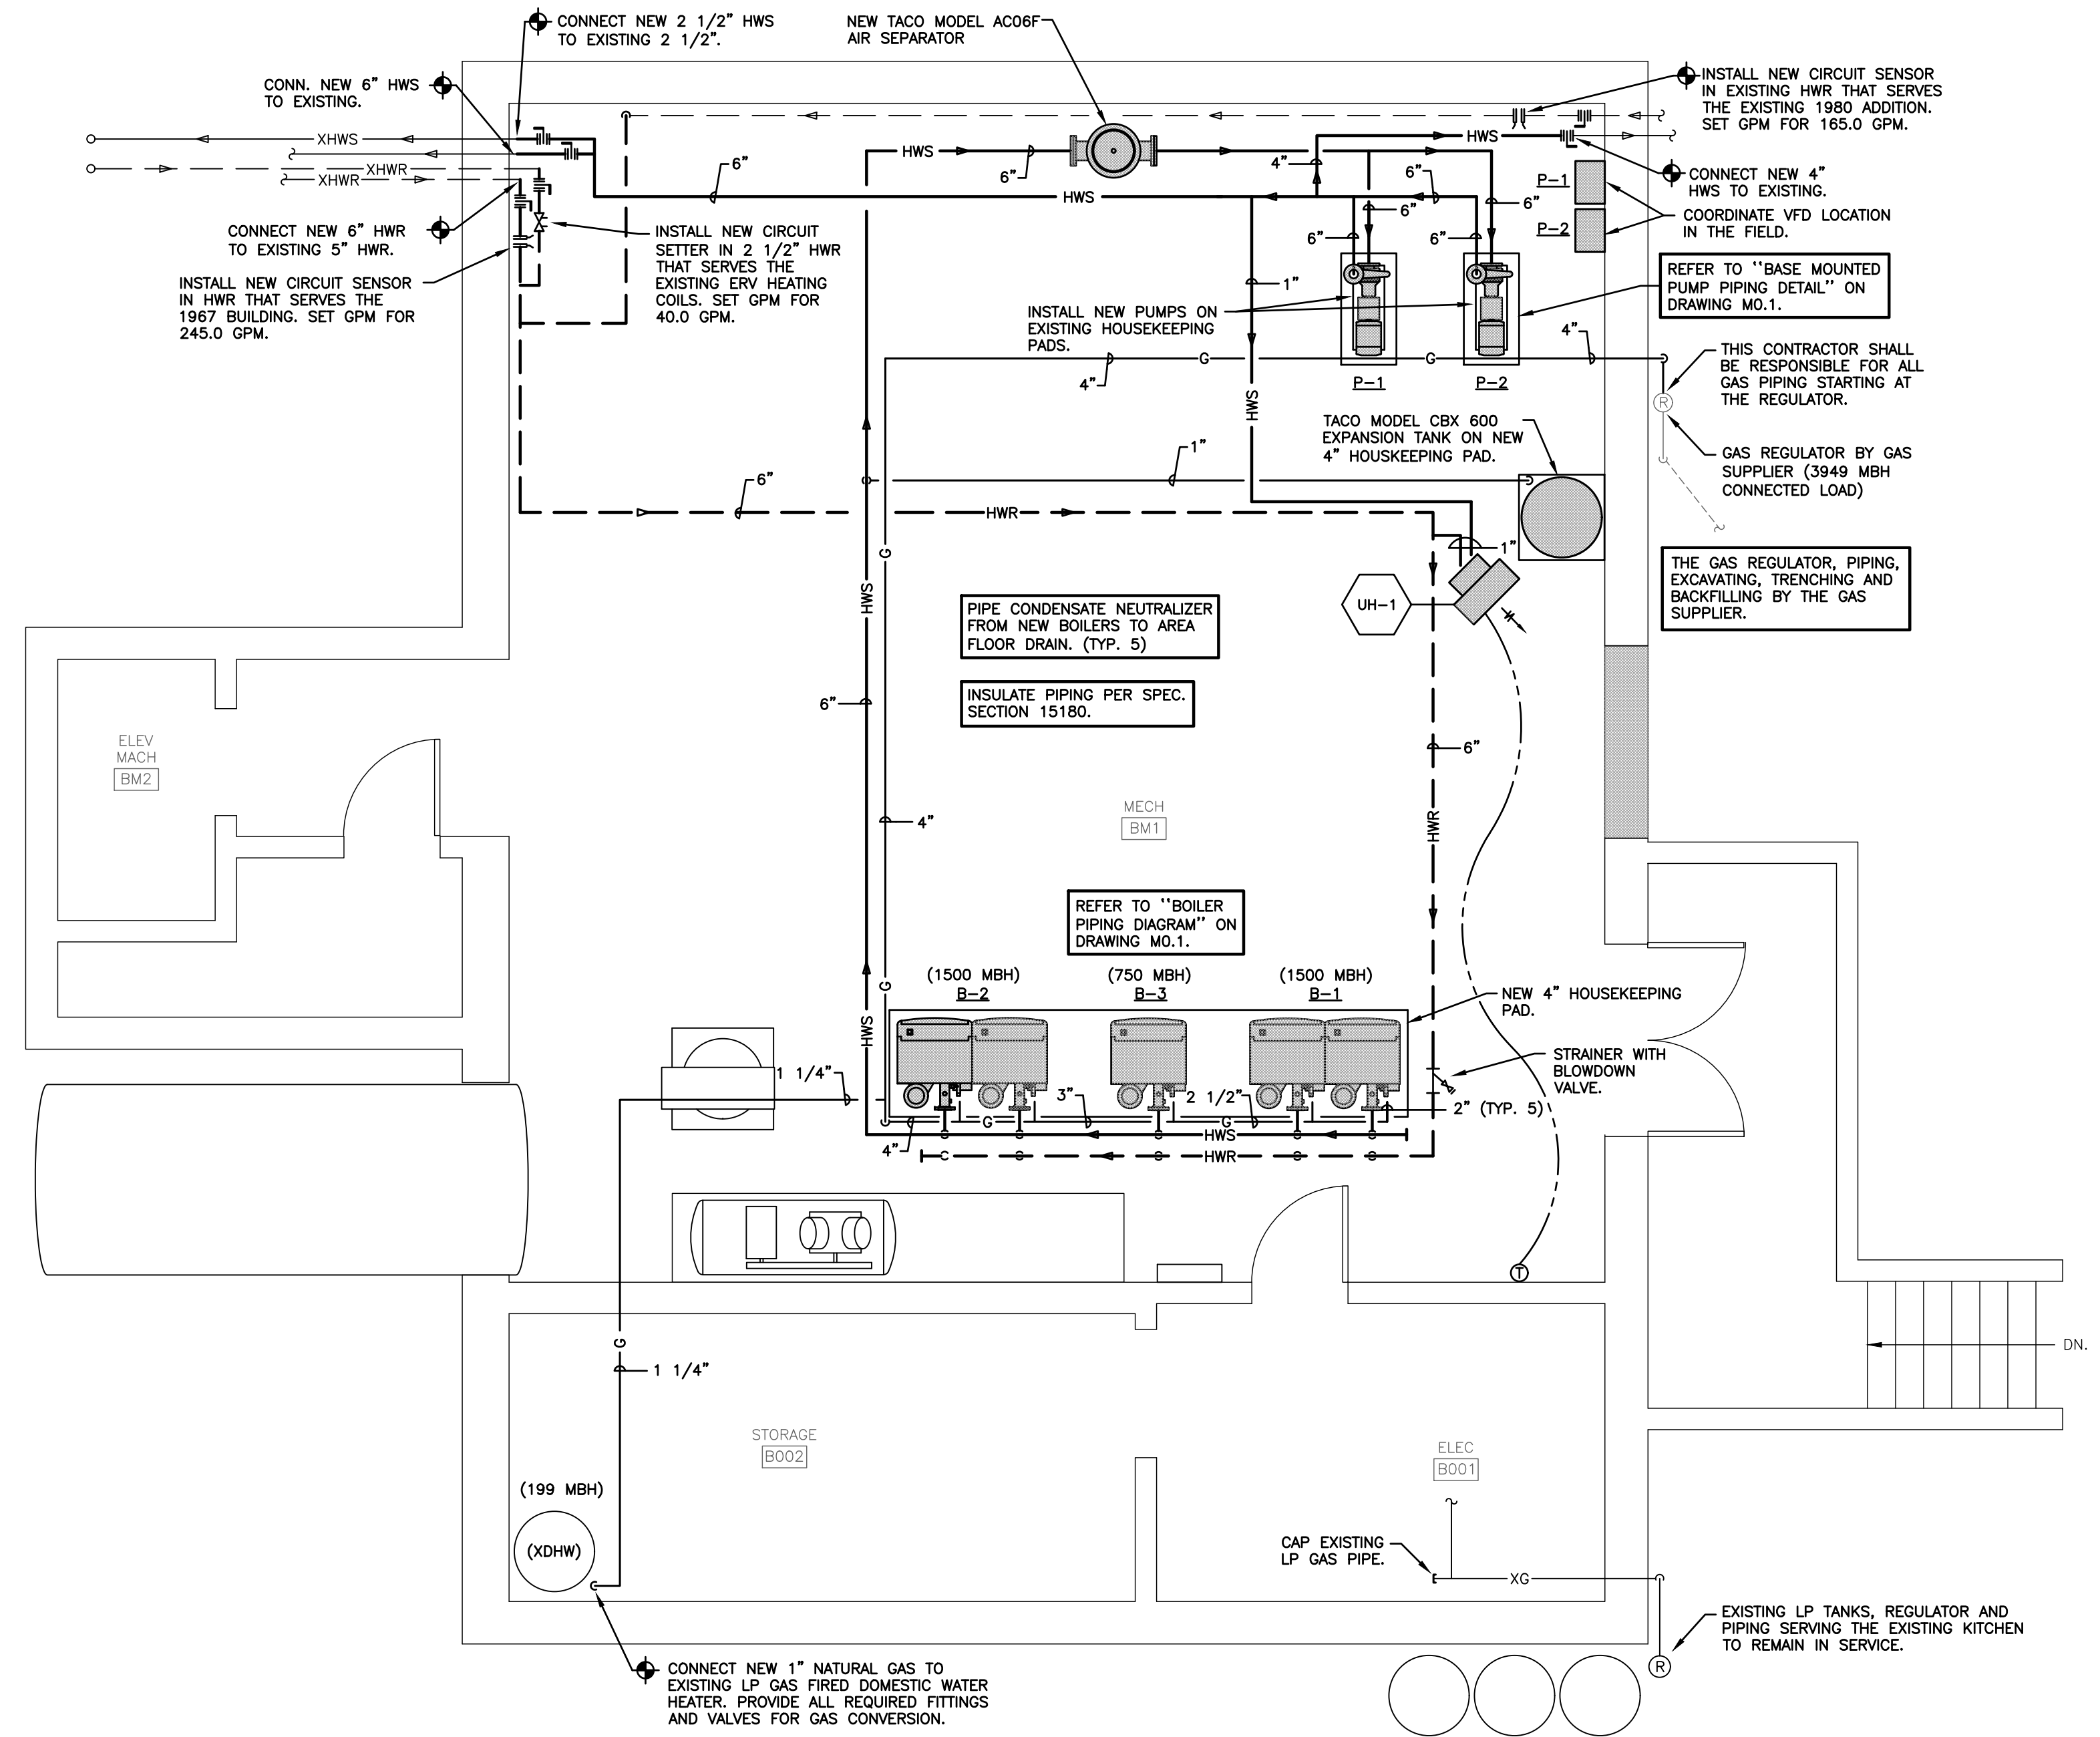 CONNECT NEW 2 1/2" HWS
TO EXISTING 2 1/2".
NEW TACO MODEL AC06F
AIR SEPARATOR
CONN. NEW 6" HWS
TO EXISTING.
INSTALL NEW CIRCUIT SENSOR
IN EXISTING HWR THAT SERVES
THE EXISTING 1980 ADDITION.
SET GPM FOR 165.0 GPM.
XHWS
XHWR
XHWR
HWS
HWS
6"
6"
4"
6"
HWS
6"
6"
6"
6"
P-1
P-2
CONNECT NEW 4"
HWS TO EXISTING.
COORDINATE VFD LOCATION
IN THE FIELD.
CONNECT NEW 6" HWR
TO EXISTING 5" HWR.
INSTALL NEW CIRCUIT
SETTER IN 2 1/2" HWR
THAT SERVES THE
EXISTING ERV HEATING
COILS. SET GPM FOR
40.0 GPM.
INSTALL NEW CIRCUIT SENSOR
IN HWR THAT SERVES THE
1967 BUILDING. SET GPM FOR
245.0 GPM.
REFER TO "BASE MOUNTED
PUMP PIPING DETAIL" ON
DRAWING M0.1.
1"
INSTALL NEW PUMPS ON
EXISTING HOUSEKEEPING
PADS.
4"
G
G
4"
P-1
P-2
HWS
THIS CONTRACTOR SHALL
BE RESPONSIBLE FOR ALL
GAS PIPING STARTING AT
THE REGULATOR.
R
TACO MODEL CBX 600
EXPANSION TANK ON NEW
4" HOUSKEEPING PAD.
GAS REGULATOR BY GAS
SUPPLIER (3949 MBH
CONNECTED LOAD)
1"
6"
HWR
G
1"
THE GAS REGULATOR, PIPING,
EXCAVATING, TRENCHING AND
BACKFILLING BY THE GAS
SUPPLIER.
HWS
PIPE CONDENSATE NEUTRALIZER
FROM NEW BOILERS TO AREA
FLOOR DRAIN. (TYP. 5)
UH-1
INSULATE PIPING PER SPEC.
SECTION 15180.
6"
6"
ELEV
MACH
BM2
MECH
BM1
4"
HWR
REFER TO "BOILER
PIPING DIAGRAM" ON
DRAWING M0.1.
(1500 MBH)
B-2
(750 MBH)
B-3
(1500 MBH)
B-1
G
NEW 4" HOUSEKEEPING
PAD.
HWS
STRAINER WITH
BLOWDOWN
VALVE.
1 1/4"
3"
2 1/2"
2" (TYP. 5)
4"
G
G
HWS
HWR
T
G
1 1/4"
DN.
STORAGE
B002
ELEC
B001
(199 MBH)
(XDHW)
CAP EXISTING
LP GAS PIPE.
XG
EXISTING LP TANKS, REGULATOR AND
PIPING SERVING THE EXISTING KITCHEN
TO REMAIN IN SERVICE.
R
CONNECT NEW 1" NATURAL GAS TO
EXISTING LP GAS FIRED DOMESTIC WATER
HEATER. PROVIDE ALL REQUIRED FITTINGS
AND VALVES FOR GAS CONVERSION.